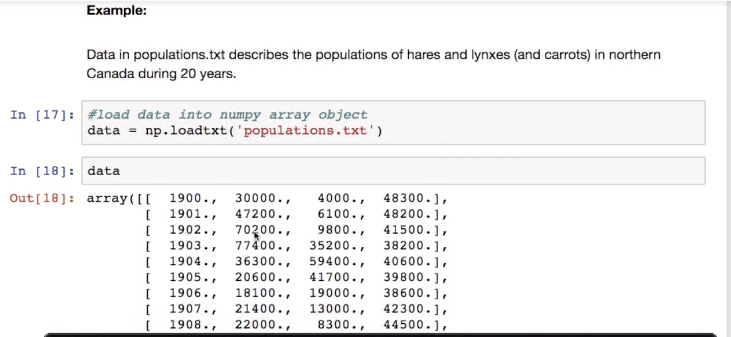 Example:
Data in populations.txt describes the populations of hares and lynxes (and carrots) in northern
Canada during 20 years.
In [17]: #load data into numpy array object
data = np.loadtxt('populations.txt')
In [18]: data
Out[18]: array([[ 1900., 30000., 4000., 48300.],
[ 1901., 47200., 6100., 48200.],
[ 1902., 70200., 9800., 41500.],
[ 1903., 77400., 35200., 38200.],
[ 1904., 36300., 59400., 40600.],
[ 1905., 20600., 41700., 39800.],
[ 1906., 18100., 19000., 38600.],
[ 1907., 21400., 13000., 42300.],
[ 1908., 22000., 8300., 44500.],